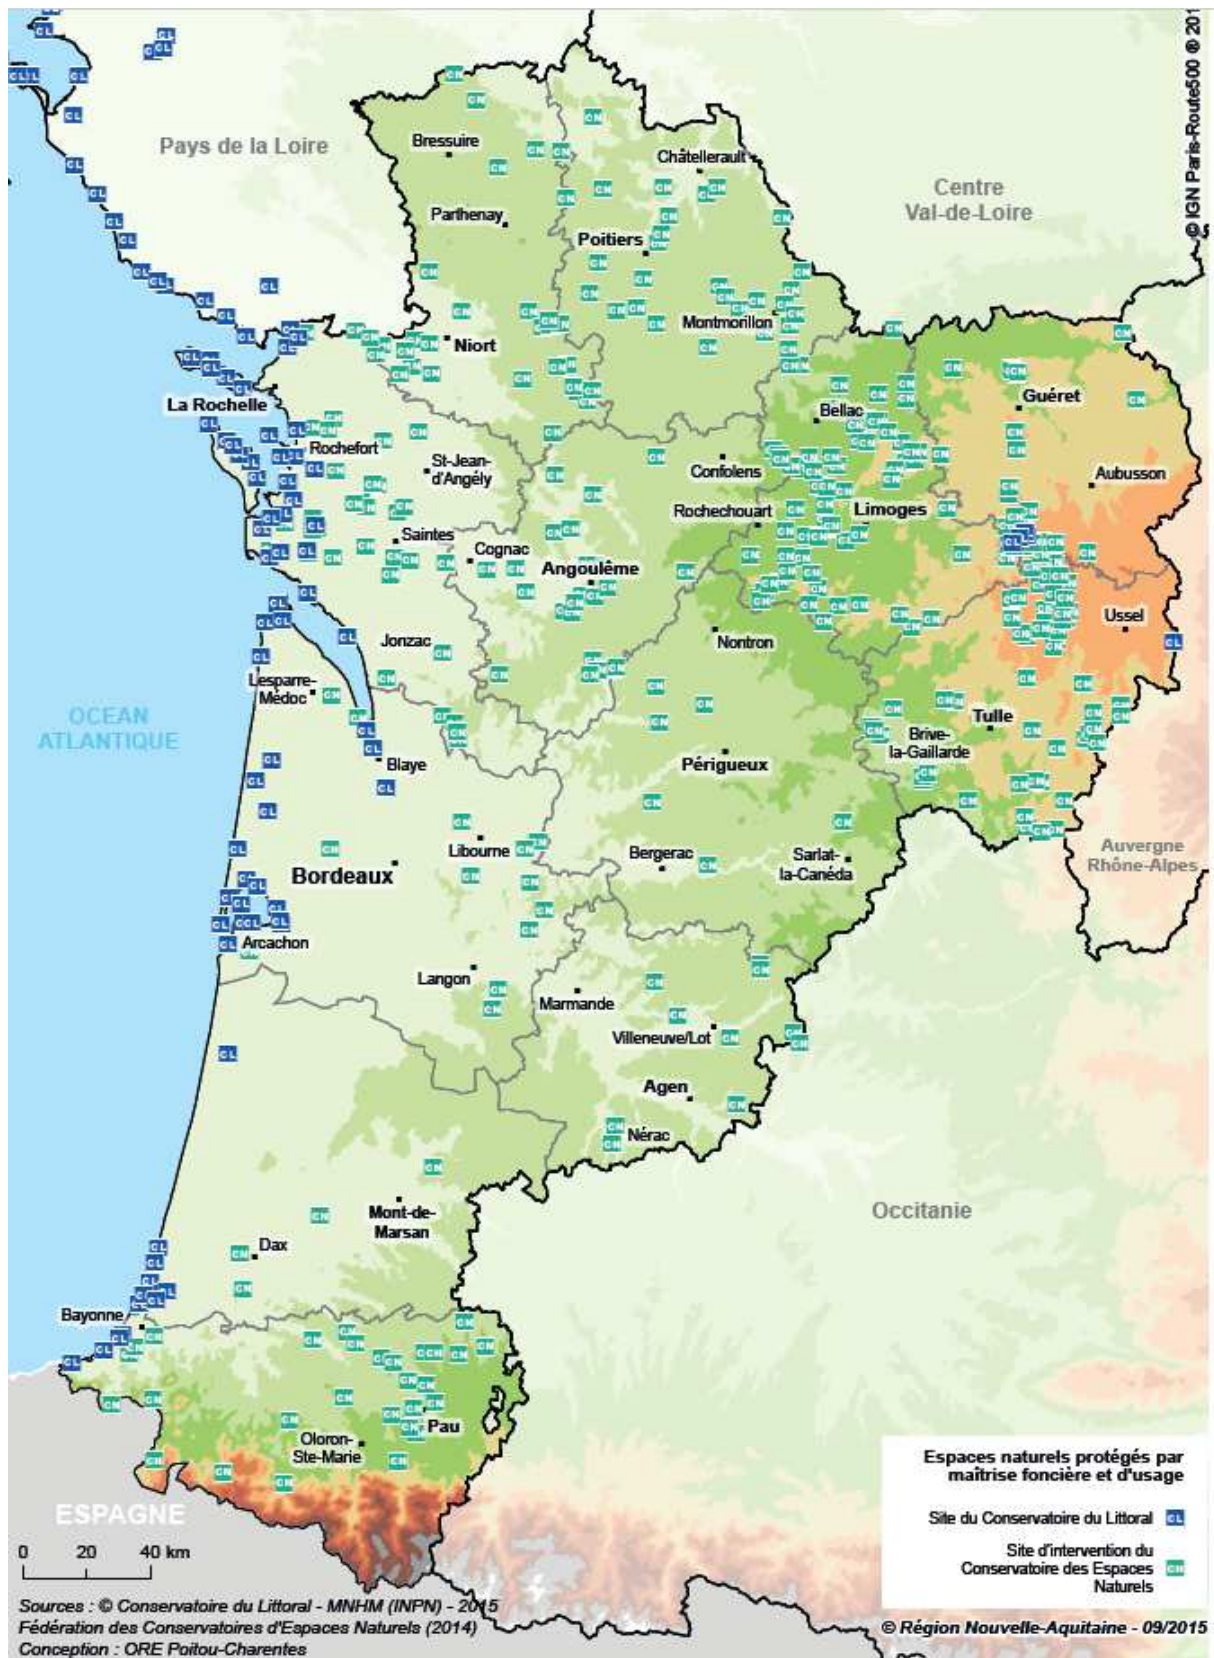 © IGN Paris-Route500 ® 201
Pays de la Loire
Bressuire
Châtellerault
Centre
Val-de-Loire
Parthenay
Poitiers
Montmorillon
Niort
La Rochelle
Guéret
Bellac
Rochefort
St-Jean-
d'Angély
Confolens
Aubusson
Rochechouart
Limoges
Saintes
Cognac
Angoulême
Ussel
Nontron
Jonzac
Lesparre-
Médoc
OCEAN
ATLANTIQUE
Tulle
Brive-
la-Gaillarde
Périgueux
Blaye
Libourne
Bergerac
Sarlat-
la-Canéda
Auvergne
Rhône-Alpes
Bordeaux
Arcachon
Langon
Marmande
Villeneuve/Lot
Agen
Nérac
Mont-de-
Marsan
Occitanie
Dax
Bayonne
Pau
Oloron-
Ste-Marie
ESPAGNE
Espaces naturels protégés par
maîtrise foncière et d'usage
Site du Conservatoire du Littoral CL
Site d'intervention du
Conservatoire des Espaces CN
Naturels
0 20 40 km
Sources : © Conservatoire du Littoral - MNHM (INPN) - 2015
Fédération des Conservatoires d'Espaces Naturels (2014)
Conception : ORE Poitou-Charentes
© Région Nouvelle-Aquitaine - 09/2015